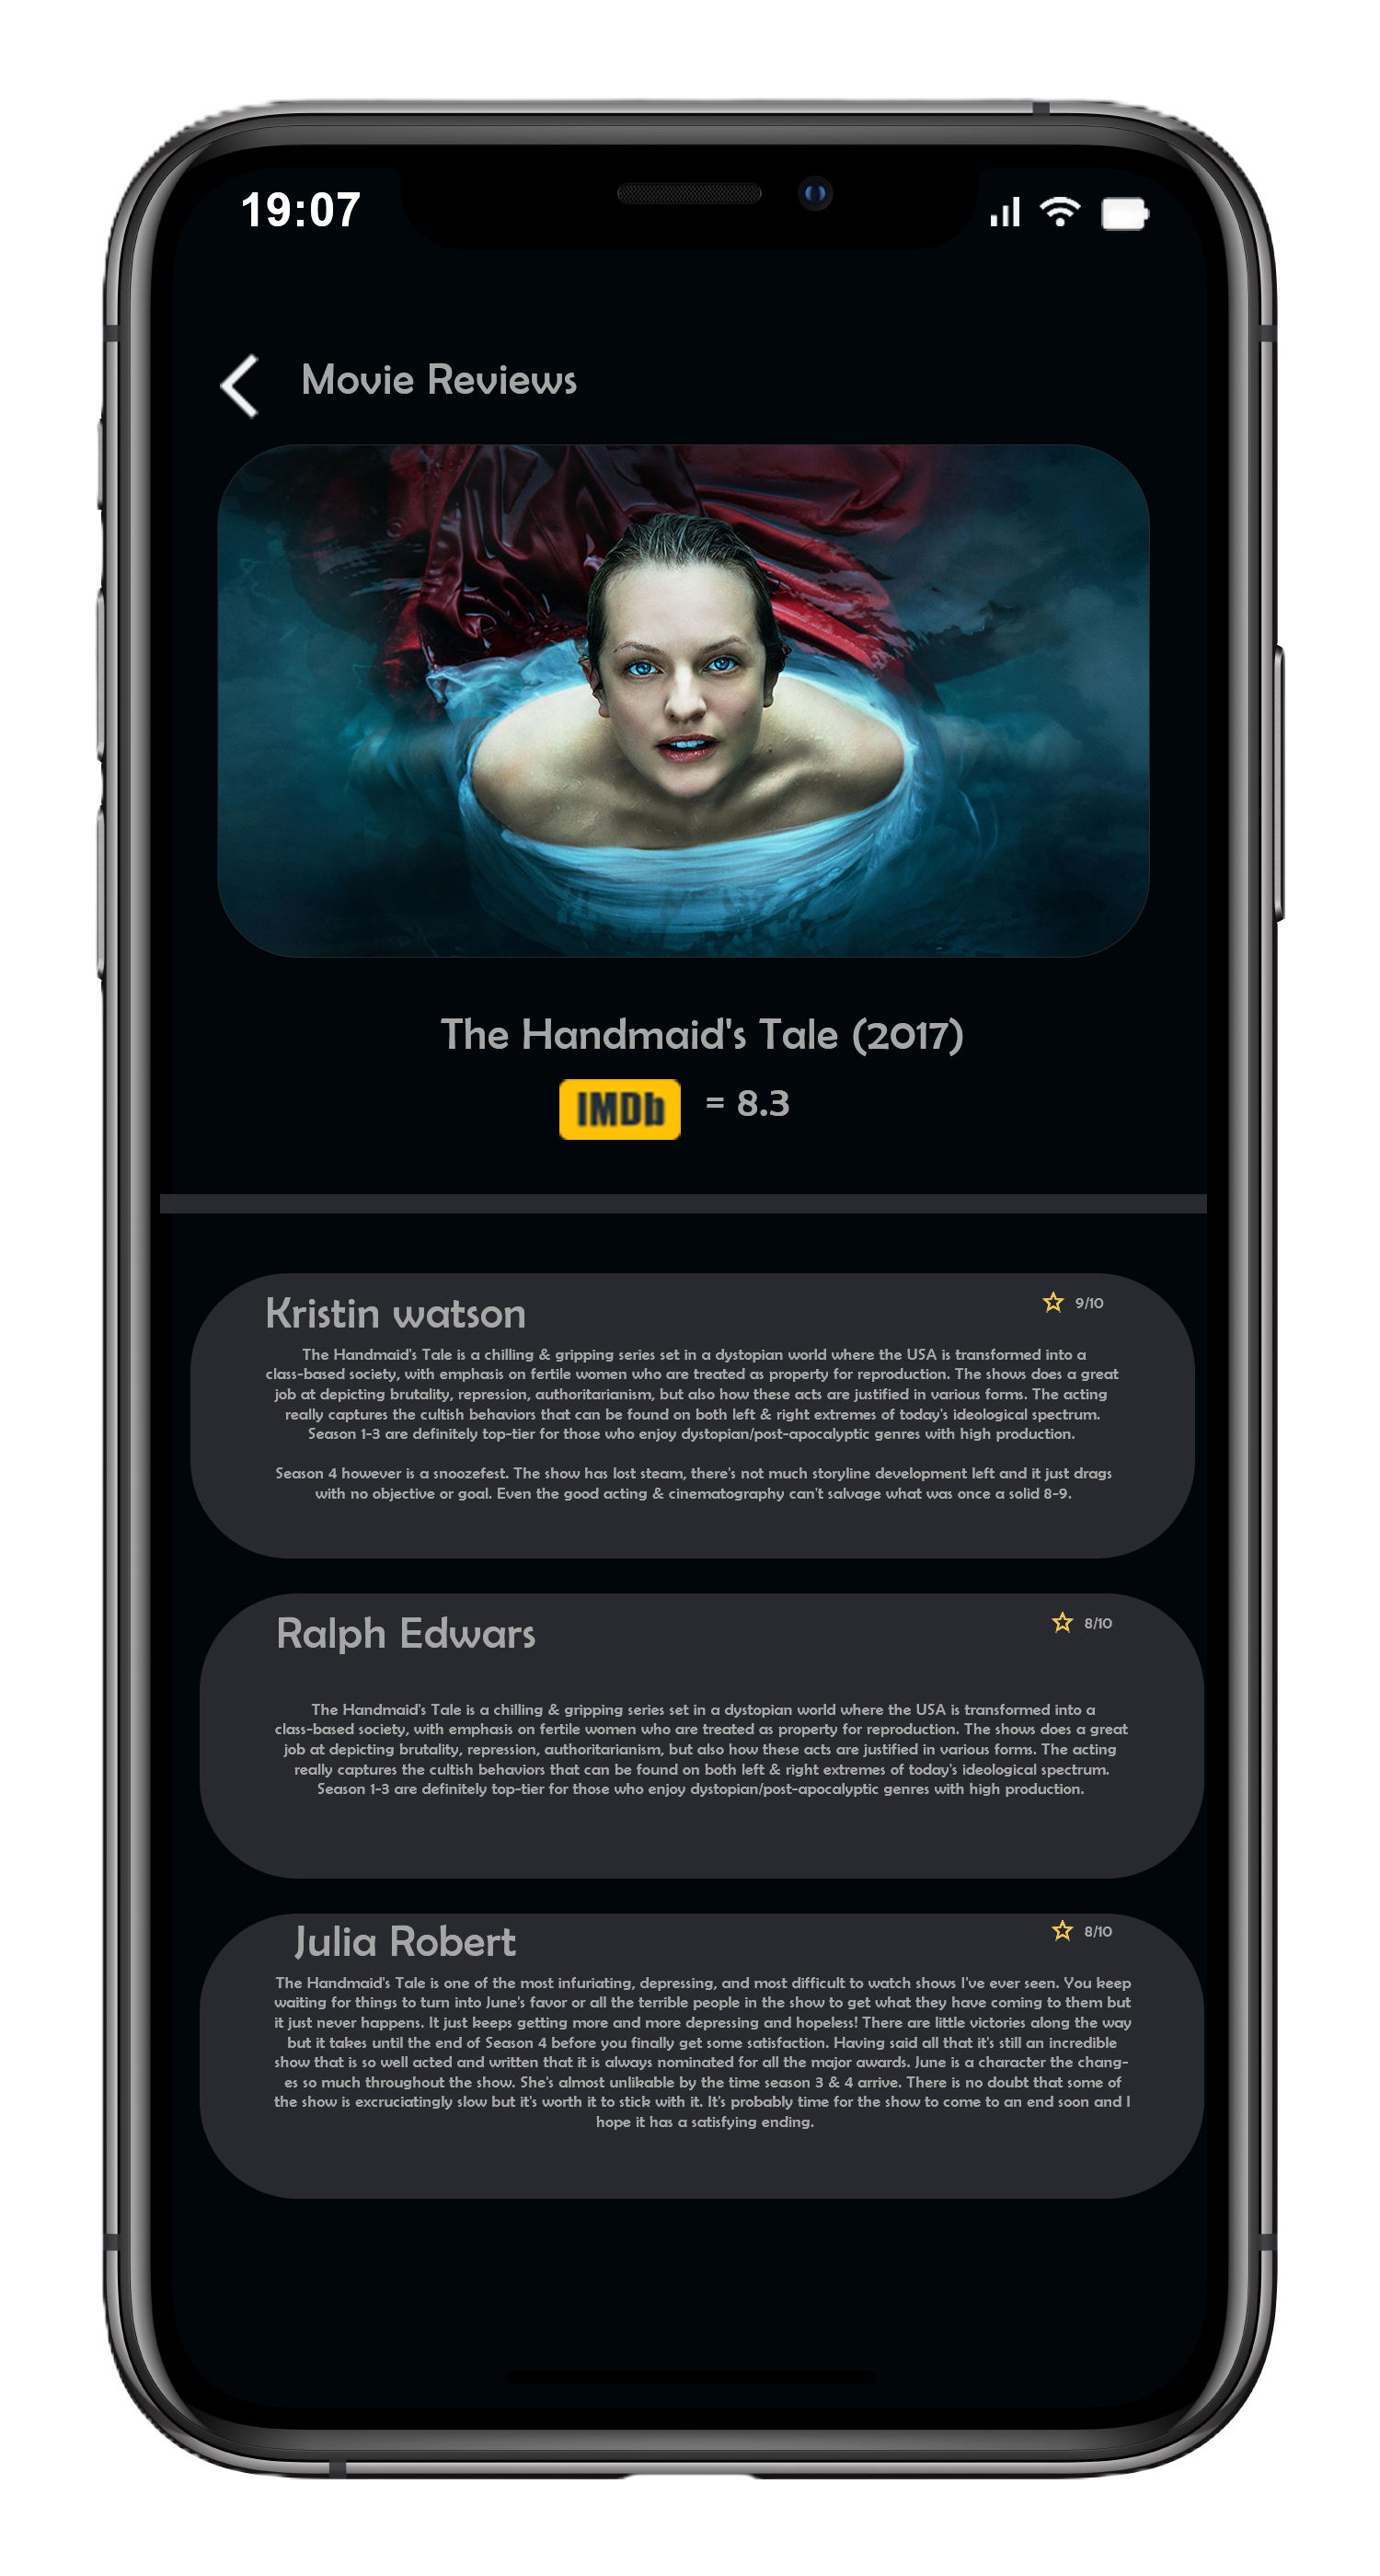 19:07
Movie Reviews
The Handmaid's Tale (2017)
IMDb = 8.3
Kristin watson
9/10
The Handmaid's Tale is a chilling & gripping series set in a dystopian world where the USA is transformed into a
class-based society, with emphasis on fertile women who are treated as property for reproduction. The shows does a great
job at depicting brutality, repression, authoritarianism, but also how these acts are justified in various forms. The acting
really captures the cultish behaviors that can be found on both left & right extremes of today's ideological spectrum.
Season 1-3 are definitely top-tier for those who enjoy dystopian/post-apocalyptic genres with high production.
Season 4 however is a snoozefest. The show has lost steam, there's not much storyline development left and it just drags
with no objective or goal. Even the good acting & cinematography can't salvage what was once a solid 8-9.
Ralph Edwars
8/10
The Handmaid's Tale is a chilling & gripping series set in a dystopian world where the USA is transformed into a
class-based society, with emphasis on fertile women who are treated as property for reproduction. The shows does a great
job at depicting brutality, repression, authoritarianism, but also how these acts are justified in various forms. The acting
really captures the cultish behaviors that can be found on both left & right extremes of today's ideological spectrum.
Season 1-3 are definitely top-tier for those who enjoy dystopian/post-apocalyptic genres with high production.
Julia Robert
8/10
The Handmaid's Tale is one of the most infuriating, depressing, and most difficult to watch shows I've ever seen. You keep
waiting for things to turn into June's favor or all the terrible people in the show to get what they have coming to them but
it just never happens. It just keeps getting more and more depressing and hopeless! There are little victories along the way
but it takes until the end of Season 4 before you finally get some satisfaction. Having said all that it's still an incredible
show that is so well acted and written that it is always nominated for all the major awards. June is a character the chang-
es so much throughout the show. She's almost unlikable by the time season 3 & 4 arrive. There is no doubt that some of
the show is excruciatingly slow but it's worth it to stick with it. It's probably time for the show to come to an end soon and I
hope it has a satisfying ending.